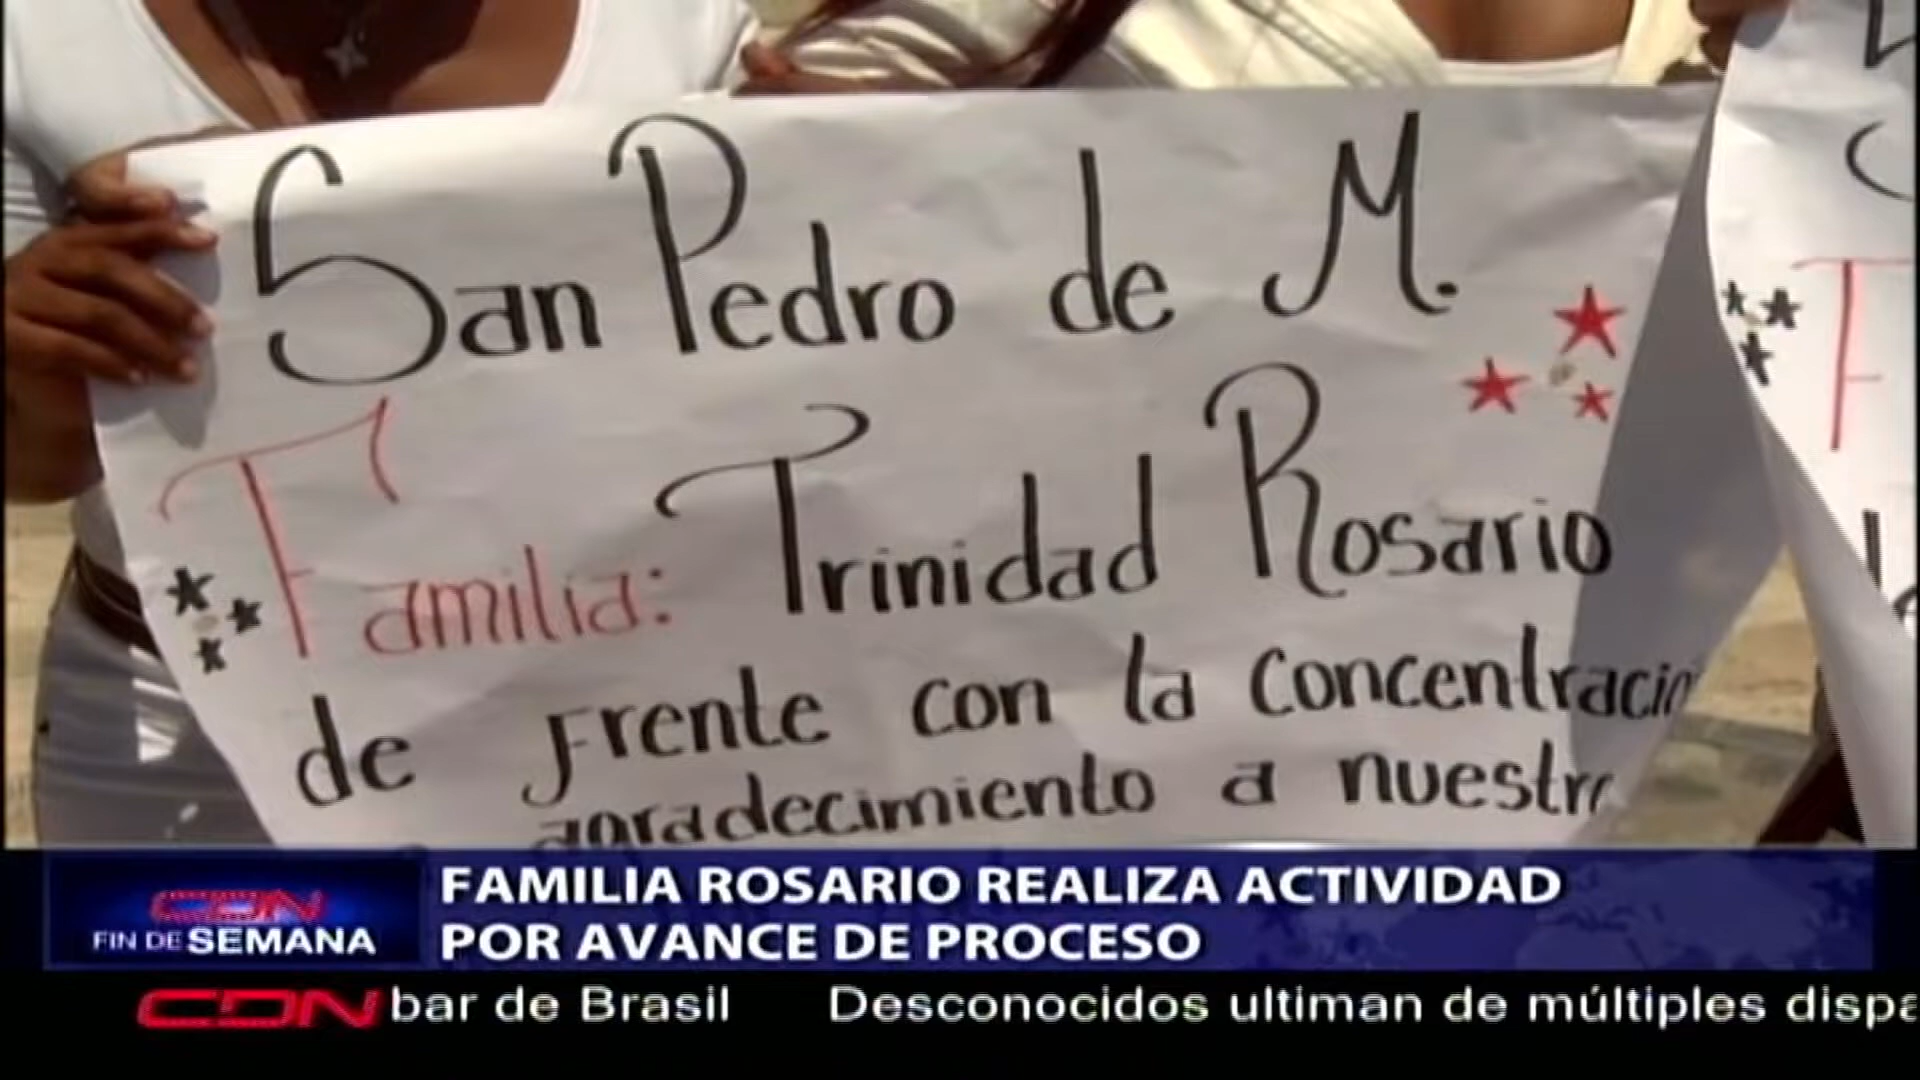 San Pedro de M.
Familia: Trinidad Rosario
de frente con la Concentració
agradecimiento a nuestr
FAMILIA ROSARIO REALIZA ACTIVIDAD
POR AVANCE DE PROCESO
CDN
FIN DE SEMANA
CDN bar de Brasil Desconocidos ultiman de múltiples dispa